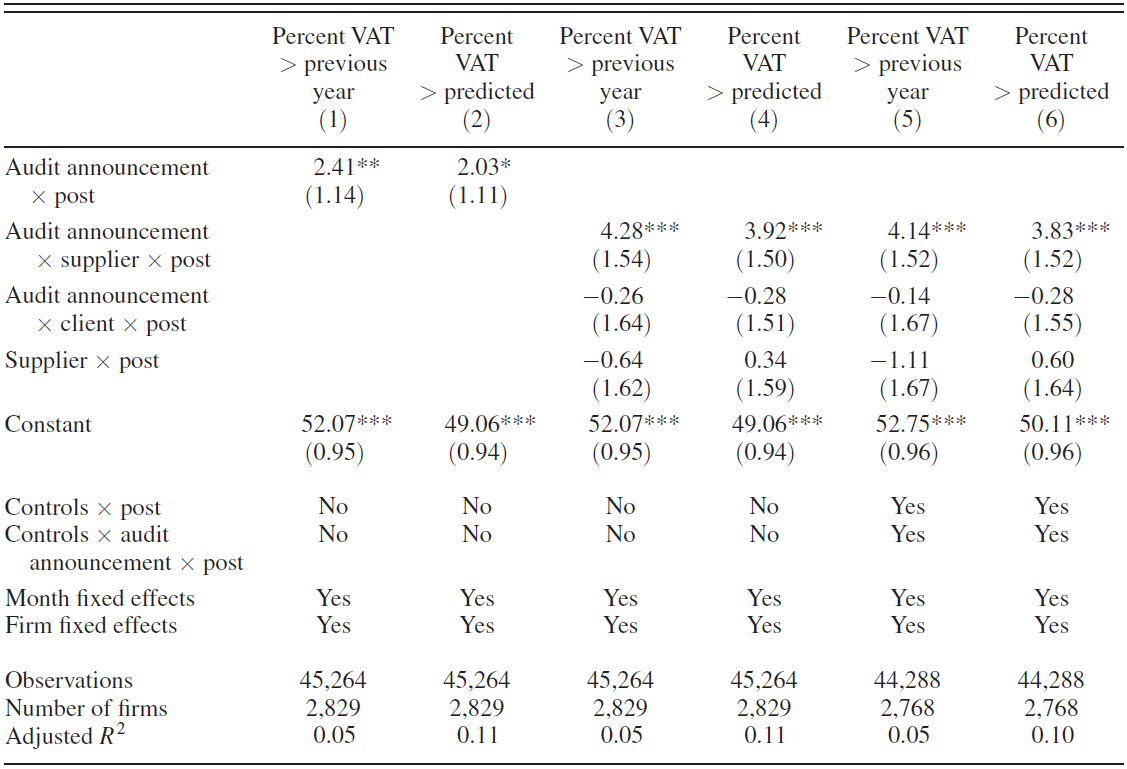 Percent VAT Percent Percent VAT Percent Percent VAT Percent
> previous VAT > previous VAT > previous VAT
year > predicted year > predicted year > predicted
(1) (2) (3) (4) (5) (6)
Audit announcement 2.41** 2.03*
× post (1.14) (1.11)
Audit announcement 4.28*** 3.92*** 4.14*** 3.83***
× supplier × post (1.54) (1.50) (1.52) (1.52)
Audit announcement −0.26 −0.28 −0.14 −0.28
× client × post (1.64) (1.51) (1.67) (1.55)
Supplier × post −0.64 0.34 −1.11 0.60
(1.62) (1.59) (1.67) (1.64)
Constant 52.07*** 49.06*** 52.07*** 49.06*** 52.75*** 50.11***
(0.95) (0.94) (0.95) (0.94) (0.96) (0.96)
Controls × post No No No No Yes Yes
Controls × audit No No No No Yes Yes
announcement × post
Month fixed effects Yes Yes Yes Yes Yes Yes
Firm fixed effects Yes Yes Yes Yes Yes Yes
Observations 45,264 45,264 45,264 45,264 44,288 44,288
Number of firms 2,829 2,829 2,829 2,829 2,768 2,768
Adjusted R² 0.05 0.11 0.05 0.11 0.05 0.10